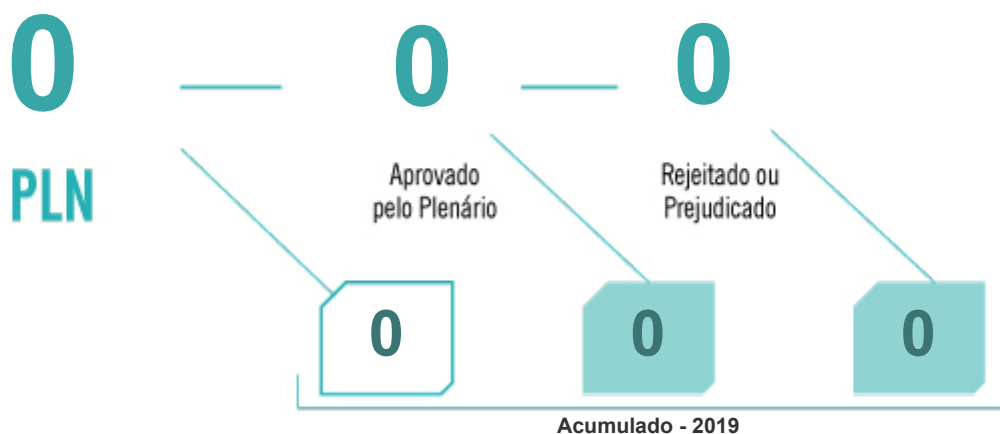 0 0 0
PLN
Aprovado
pelo Plenário
Rejeitado ou
Prejudicado
0 0 0
Acumulado - 2019